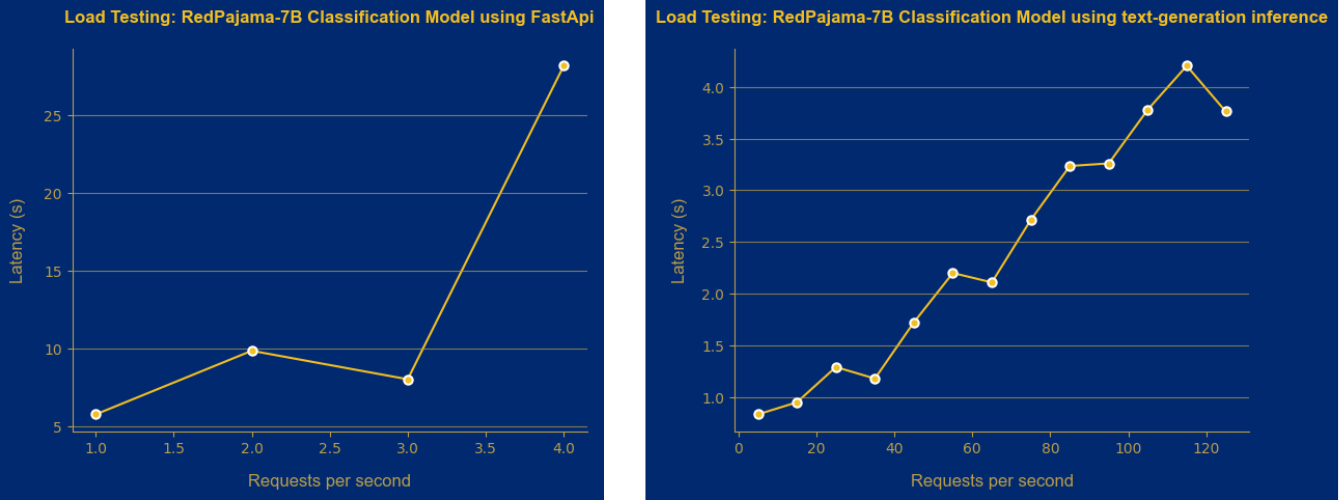 Load Testing: RedPajama-7B Classification Model using FastApi
25
20
15
10
5
Latency (s)
1.0 1.5 2.0 2.5 3.0 3.5 4.0
Requests per second
Load Testing: RedPajama-7B Classification Model using text-generation inference
4.0
3.5
3.0
2.5
2.0
1.5
1.0
Latency (s)
0 20 40 60 80 100 120
Requests per second